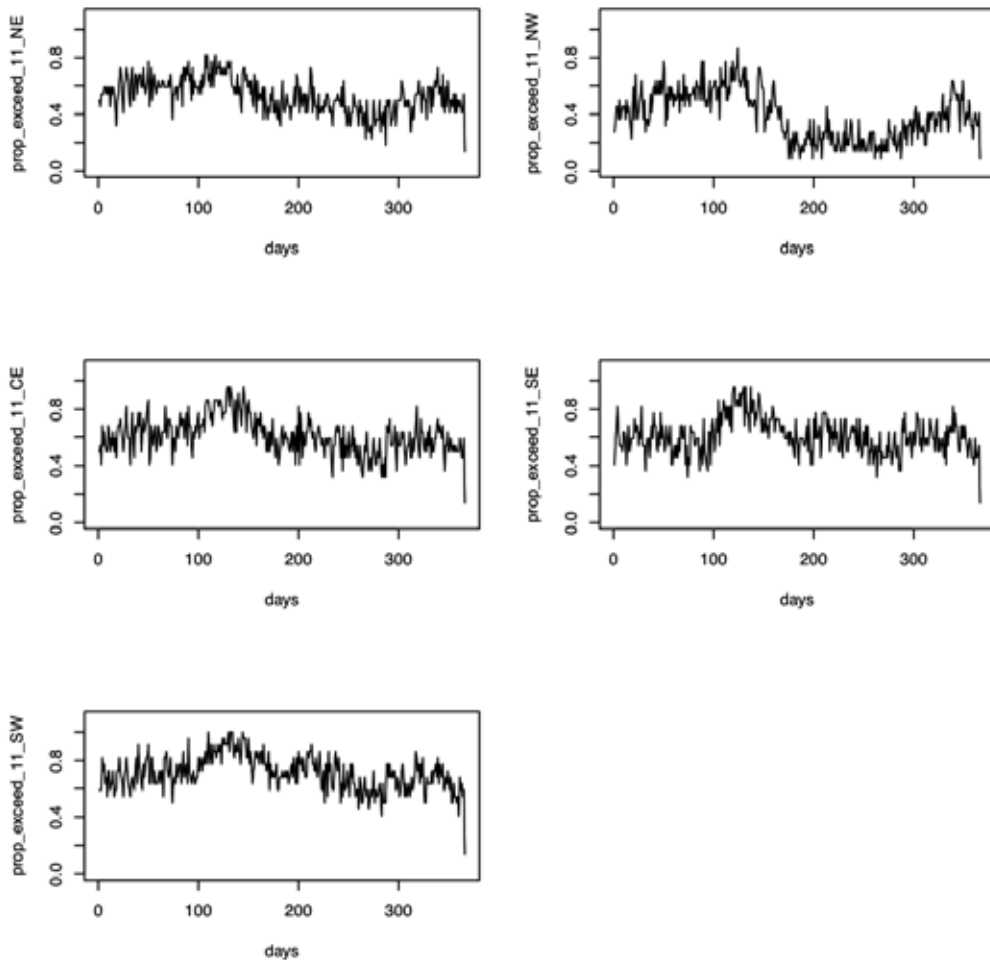 prop_exceed_11_NE
0.0 0.4 0.8
0 100 200 300
days
prop_exceed_11_NW
0.0 0.4 0.8
0 100 200 300
days
prop_exceed_11_CE
0.0 0.4 0.8
0 100 200 300
days
prop_exceed_11_SE
0.0 0.4 0.8
0 100 200 300
days
prop_exceed_11_SW
0.0 0.4 0.8
0 100 200 300
days